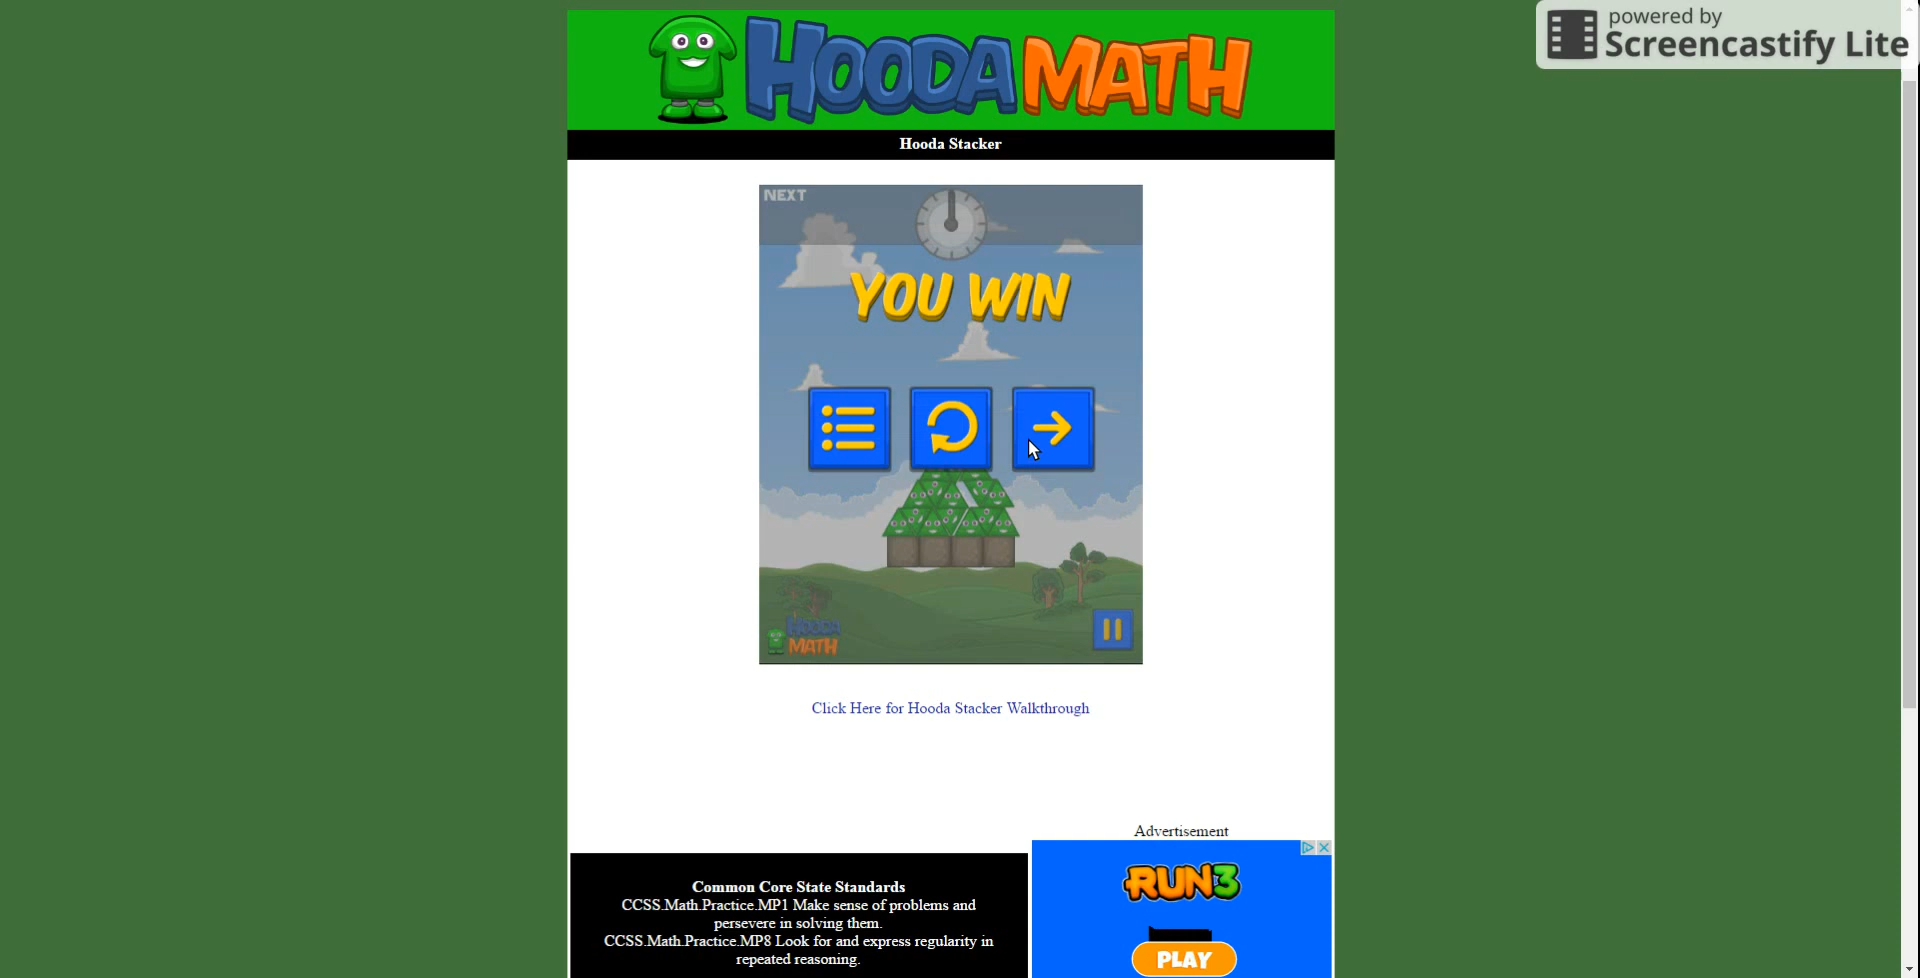 powered by
Screencastify Lite
HOODAMATH
Hooda Stacker
NEXT
YOU WIN
HOODA
MATH
Click Here for Hooda Stacker Walkthrough
Advertisement
RUN3
PLAY
Common Core State Standards
CCSS.Math.Practice.MP1 Make sense of problems and
persevere in solving them.
CCSS.Math.Practice.MP8 Look for and express regularity in
repeated reasoning.